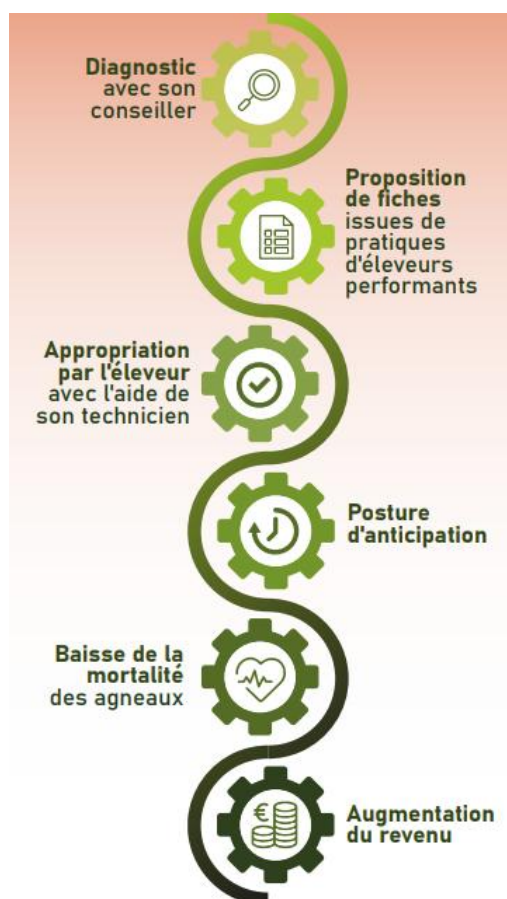 Diagnostic
avec son
conseiller
Proposition
de fiches
issues de
pratiques
d'éleveurs
performants
Appropriation
par l'éleveur
avec l'aide de
son technicien
Posture
d'anticipation
Baisse de la
mortalité
des agneaux
€
Augmentation
du revenu